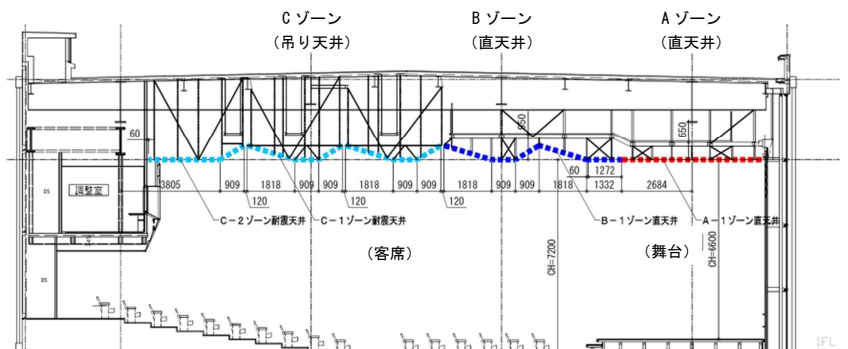 C ゾーン
(吊り天井)
B ゾーン
(直天井)
A ゾーン
(直天井)
60
950
650
3805
909
1818
909
909
1818
909
909
1818
909
909
1818
60
1272
1332
2684
120
120
120
調整室
DS
DS
C－2ゾーン耐震天井
C－1ゾーン耐震天井
B－1ゾーン直天井
A－1ゾーン直天井
(客席)
(舞台)
CH=7200
CH=6600
1FL